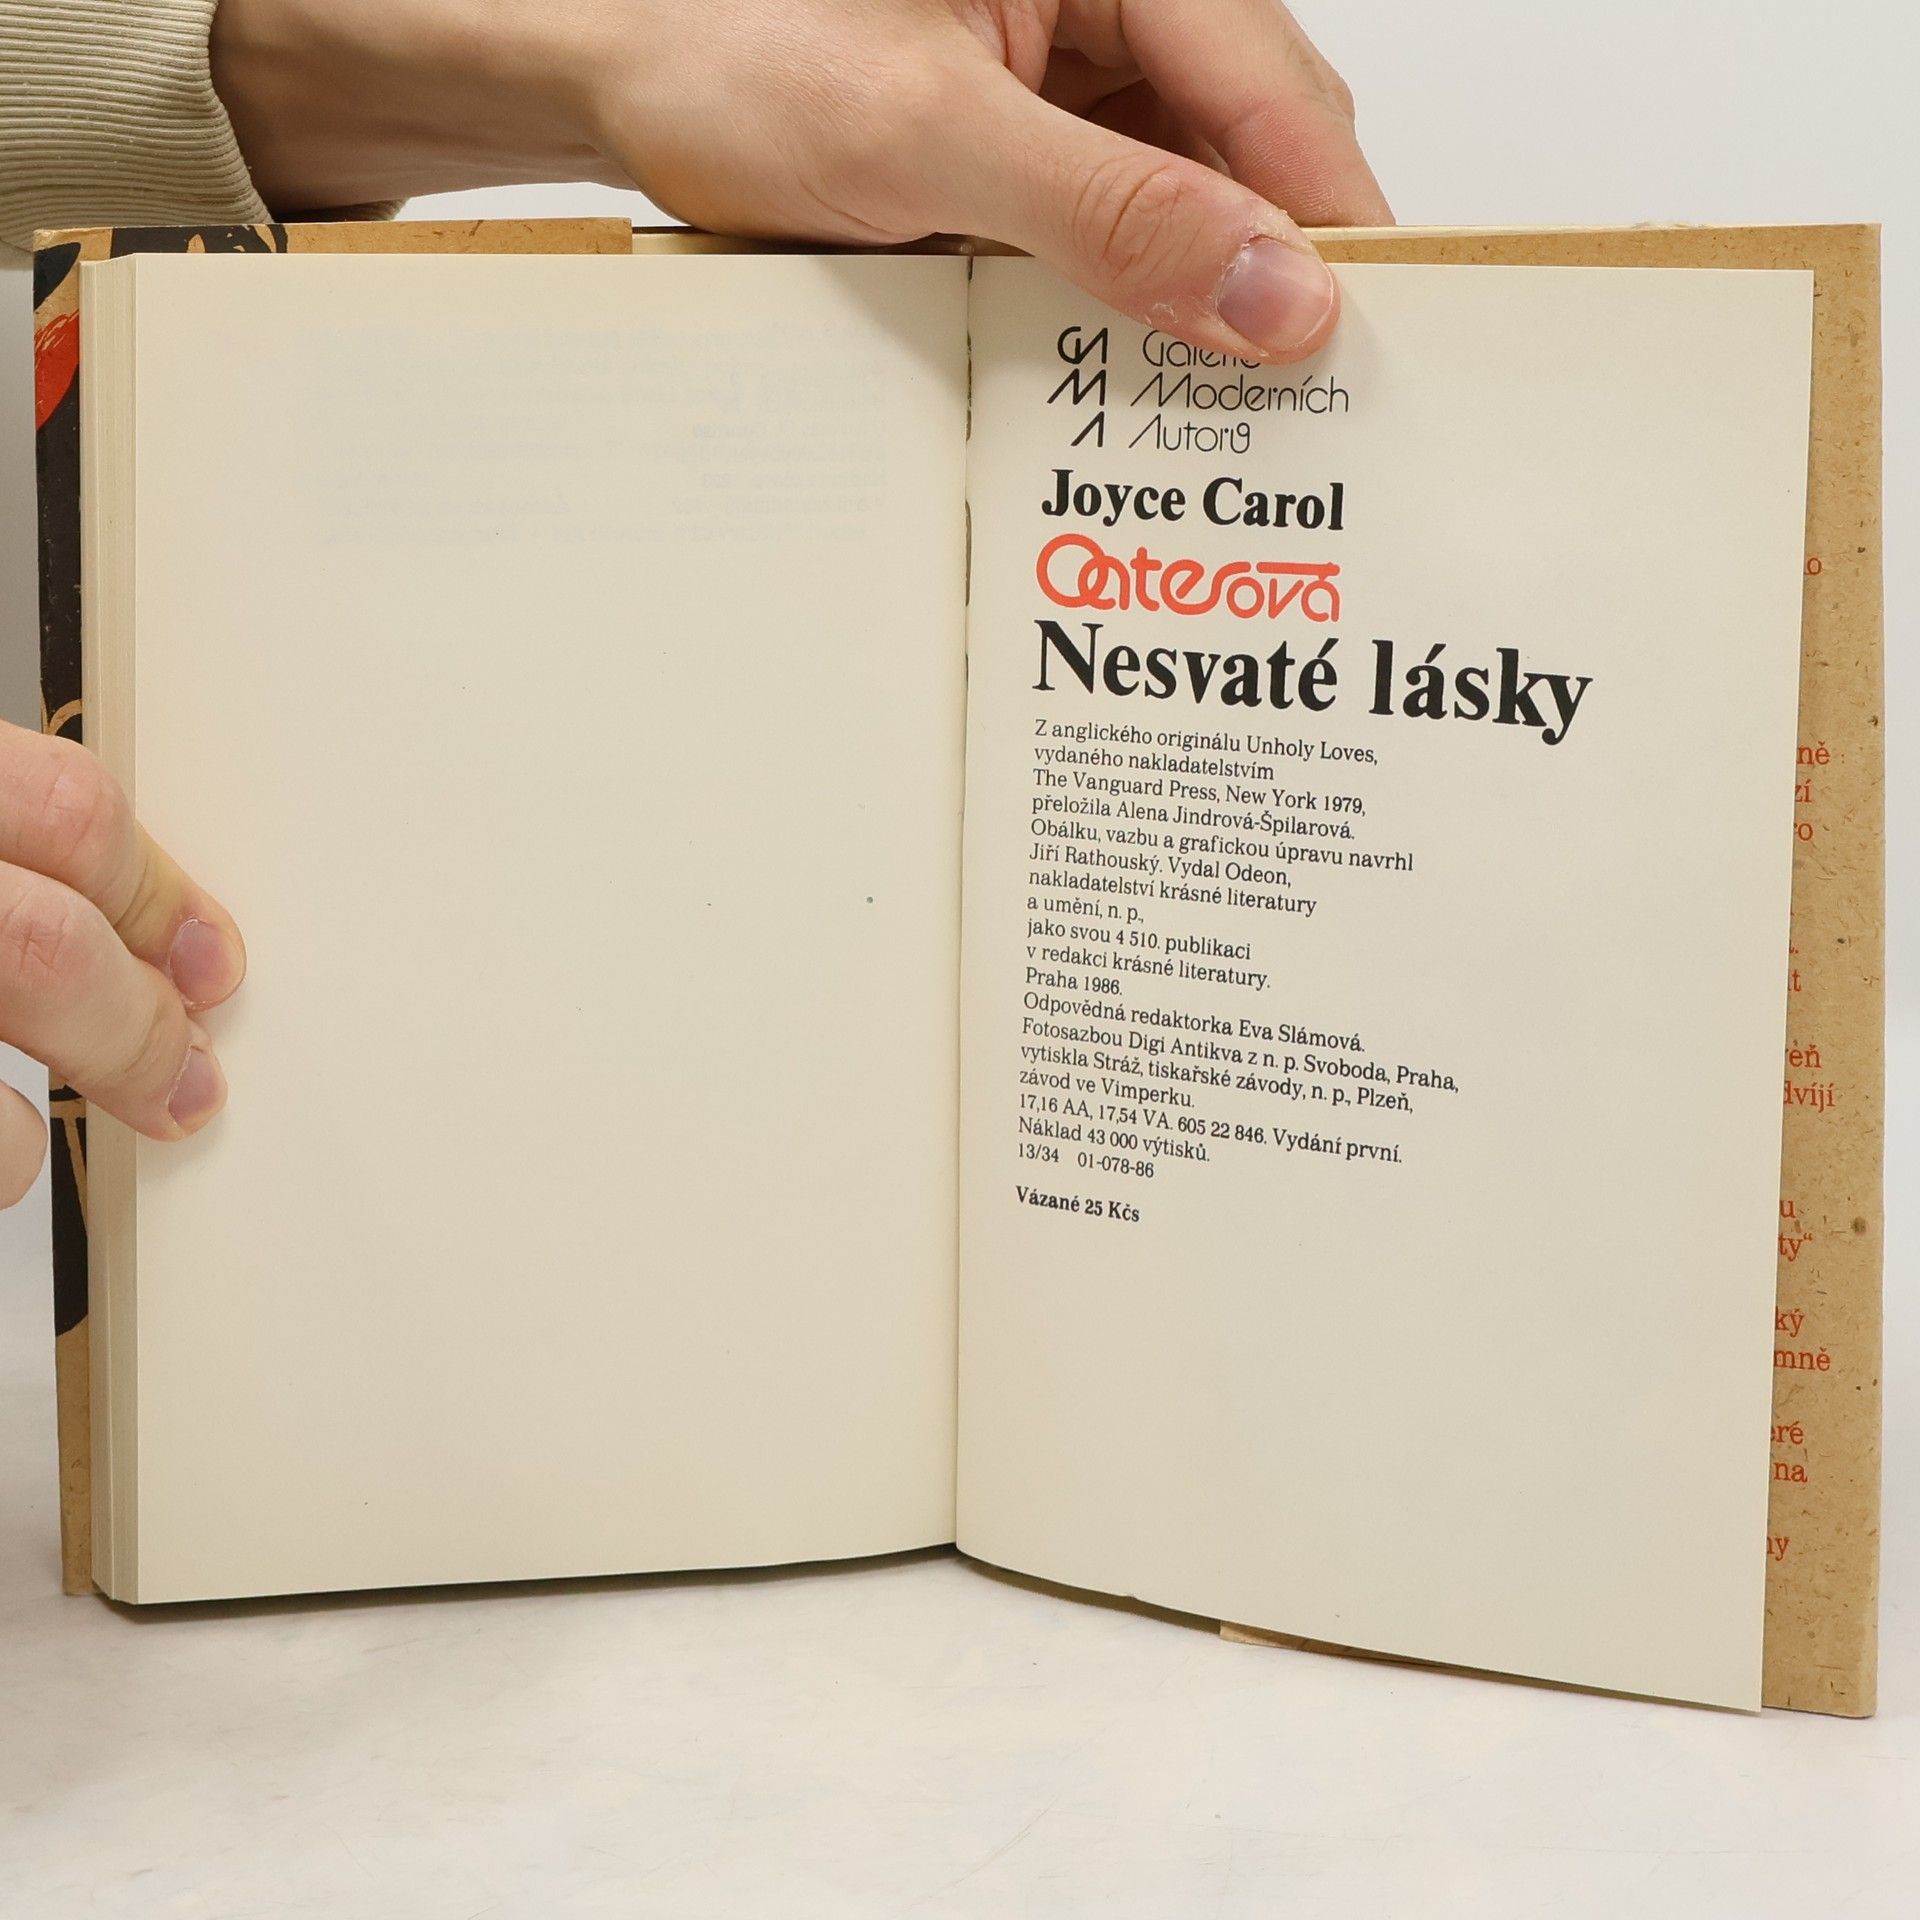 GN Galerie
M Moderních
A Autorů
Joyce Carol
Oatesová
Nesvaté lásky
Z anglického originálu Unholy Loves,
vydaného nakladatelstvím
The Vanguard Press, New York 1979,
přeložila Alena Jindrová-Špilarová.
Obálku, vazbu a grafickou úpravu navrhl
Jiří Rathouský. Vydal Odeon,
nakladatelství krásné literatury
a umění, n. p.,
jako svou 4 510. publikaci
v redakci krásné literatury.
Praha 1986.
Odpovědná redaktorka Eva Slámová.
Fotosazbou Digi Antikva z n. p. Svoboda, Praha,
vytiskla Stráž, tiskařské závody, n. p., Plzeň,
závod ve Vimperku.
17,16 AA, 17,54 VA. 605 22 846. Vydání první.
Náklad 43 000 výtisků.
13/34 01-078-86
Vázané 25 Kčs